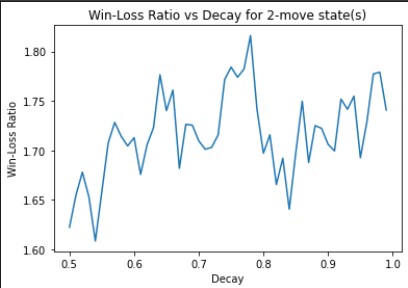 Win-Loss Ratio vs Decay for 2-move state(s)
Win-Loss Ratio
1.80
1.75
1.70
1.65
1.60
0.5 0.6 0.7 0.8 0.9 1.0
Decay